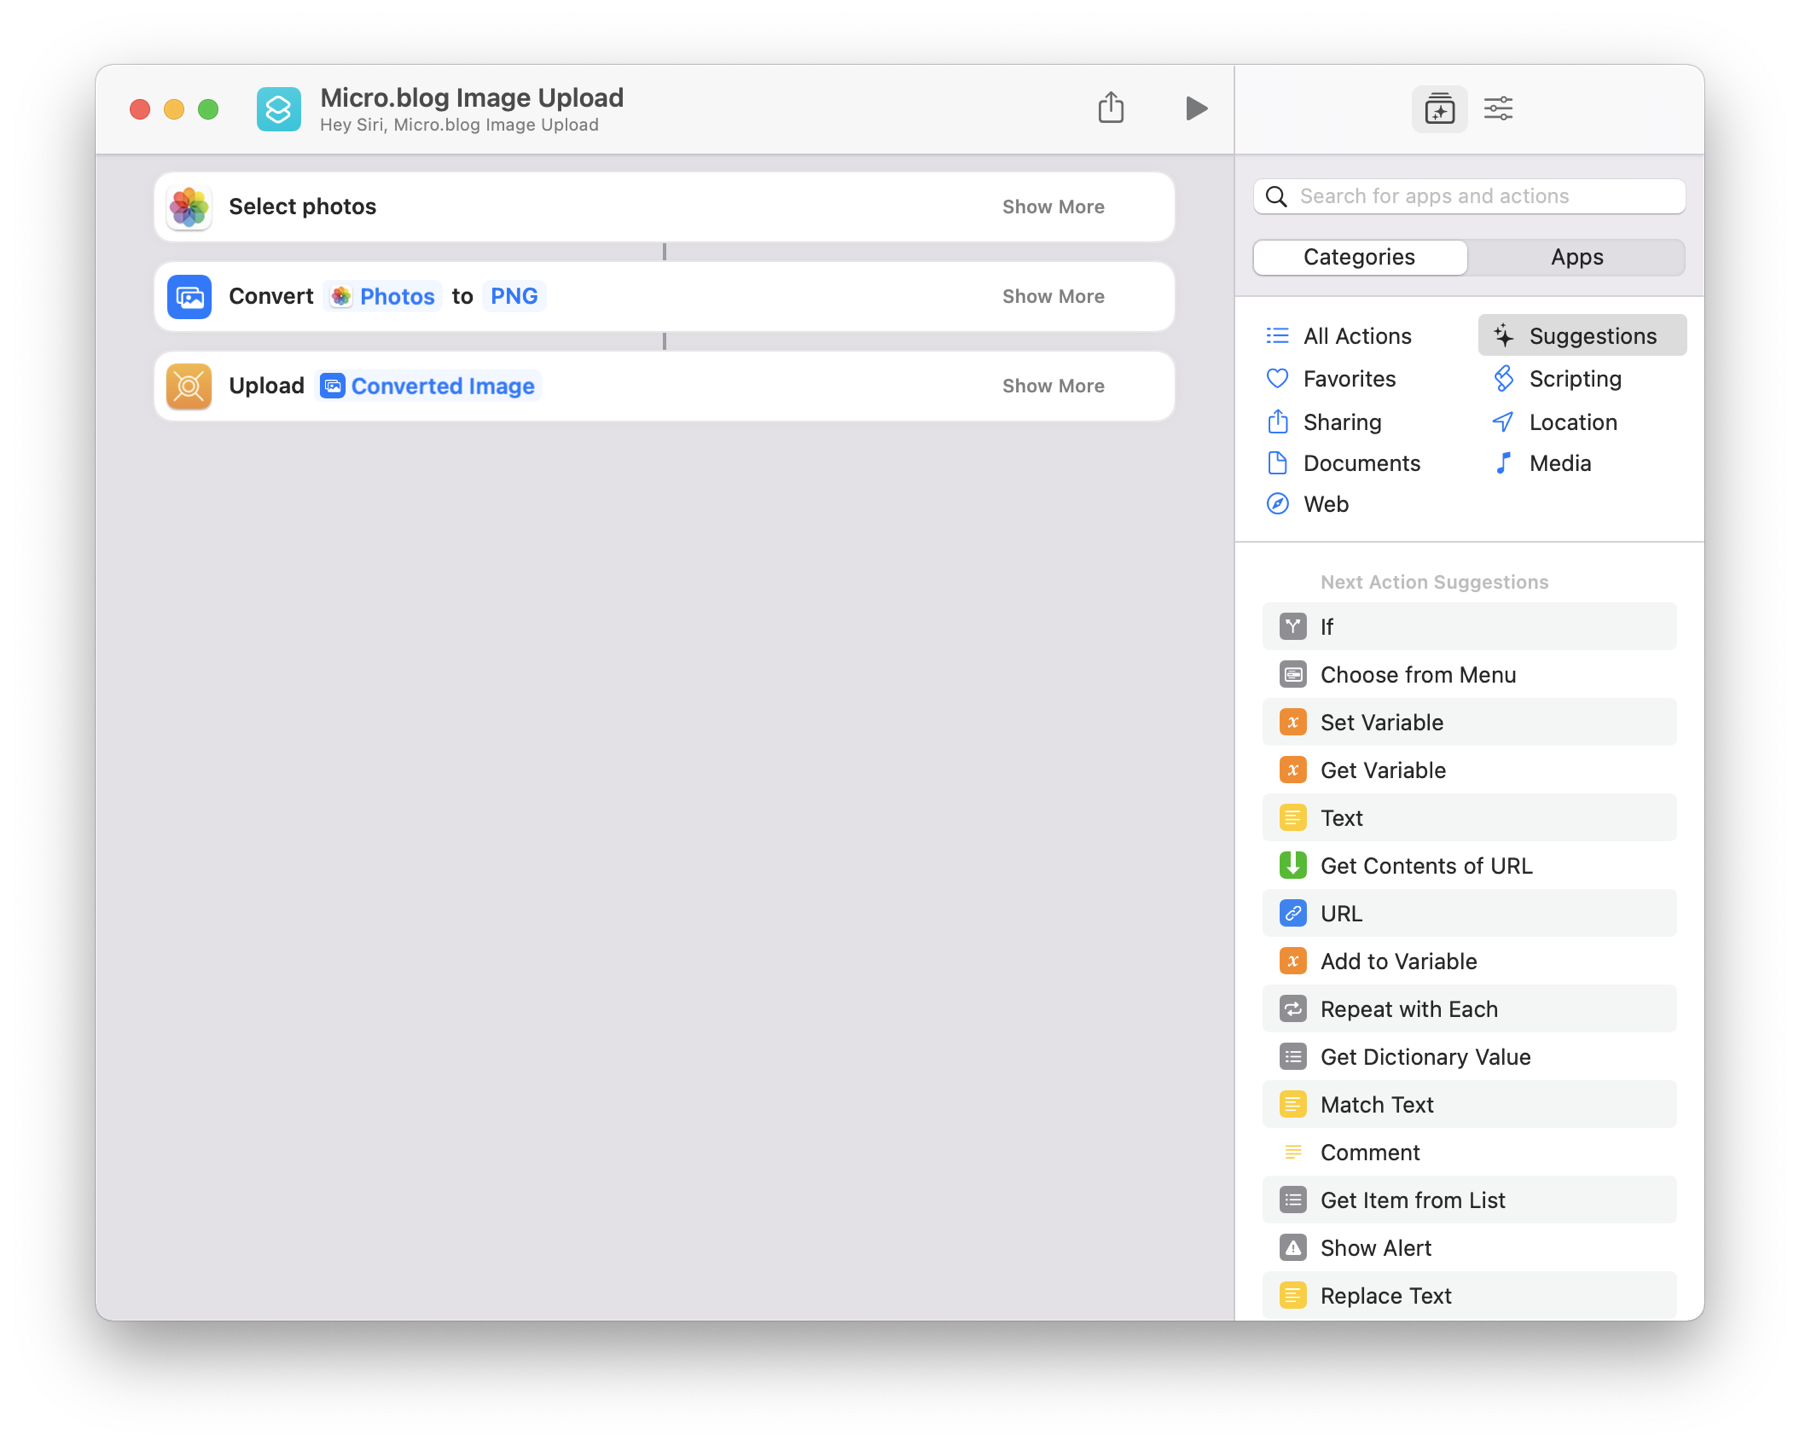 Micro.blog Image Upload
Hey Siri, Micro.blog Image Upload
Select photos
Show More
Convert Photos to PNG
Show More
Upload Converted Image
Show More
Search for apps and actions
Categories
Apps
All Actions
Suggestions
Favorites
Scripting
Sharing
Location
Documents
Media
Web
Next Action Suggestions
If
Choose from Menu
Set Variable
Get Variable
Text
Get Contents of URL
URL
Add to Variable
Repeat with Each
Get Dictionary Value
Match Text
Comment
Get Item from List
Show Alert
Replace Text